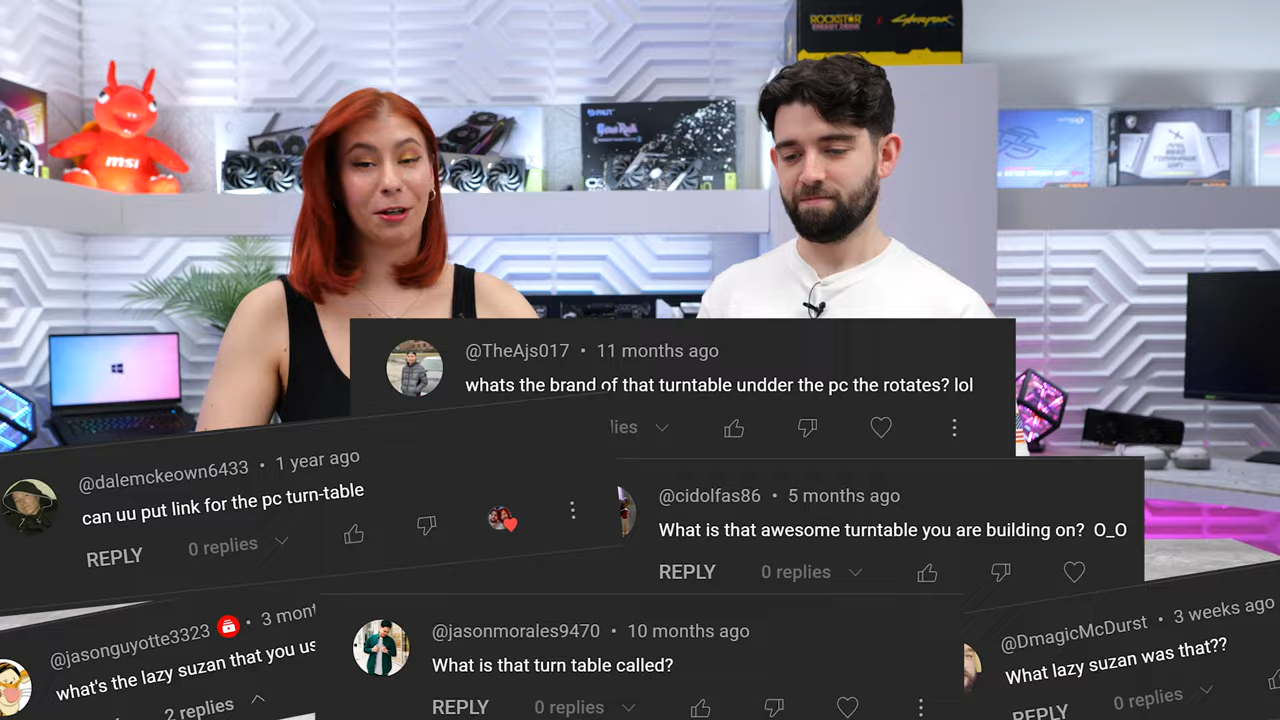 ROCKSTAR
ENERGY DRINK
x
CYBERPUNK
msi
@TheAjs017 • 11 months ago
whats the brand of that turntable undder the pc the rotates? lol
lies
@dalemckeown6433 • 1 year ago
can uu put link for the pc turn-table
REPLY 0 replies
@cidolfas86 • 5 months ago
What is that awesome turntable you are building on? O_O
REPLY 0 replies
@jasonguyotte3323 • 3 mont
what's the lazy suzan that you us
2 replies
@jasonmorales9470 • 10 months ago
What is that turn table called?
REPLY 0 replies
@DmagicMcDurst • 3 weeks ago
What lazy suzan was that??
REPLY 0 replies